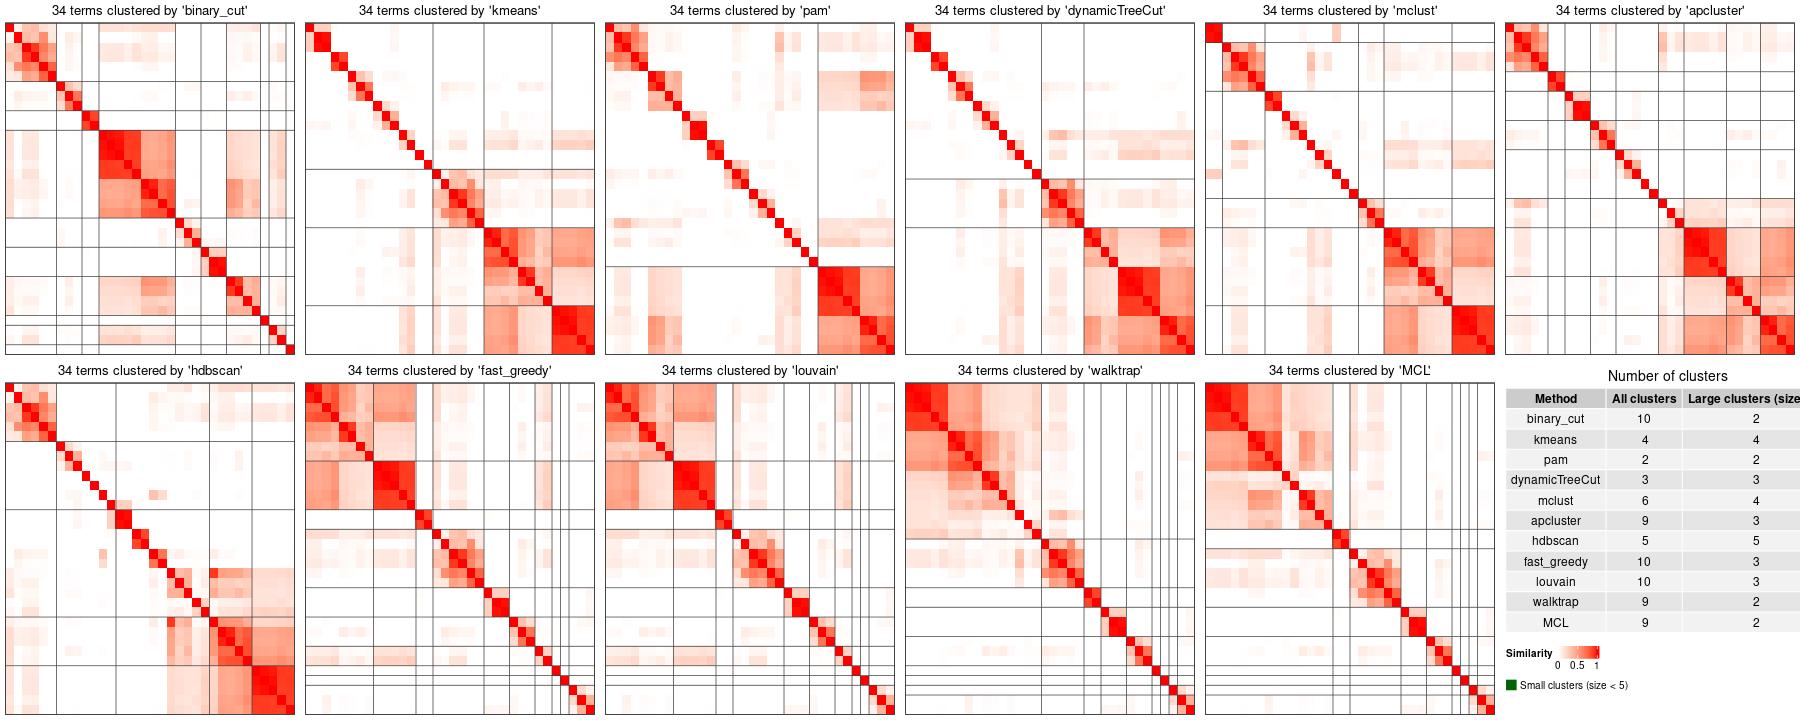 34 terms clustered by 'binary_cut'
34 terms clustered by 'kmeans'
34 terms clustered by 'pam'
34 terms clustered by 'dynamicTreeCut'
34 terms clustered by 'mclust'
34 terms clustered by 'apcluster'
34 terms clustered by 'hdbscan'
34 terms clustered by 'fast_greedy'
34 terms clustered by 'louvain'
34 terms clustered by 'walktrap'
34 terms clustered by 'MCL'
Number of clusters
Method All clusters Large clusters (size
binary_cut 10 2
kmeans 4 4
pam 2 2
dynamicTreeCut 3 3
mclust 6 4
apcluster 9 3
hdbscan 5 5
fast_greedy 10 3
louvain 10 3
walktrap 9 2
MCL 9 2
Similarity
0 0.5 1
Small clusters (size < 5)